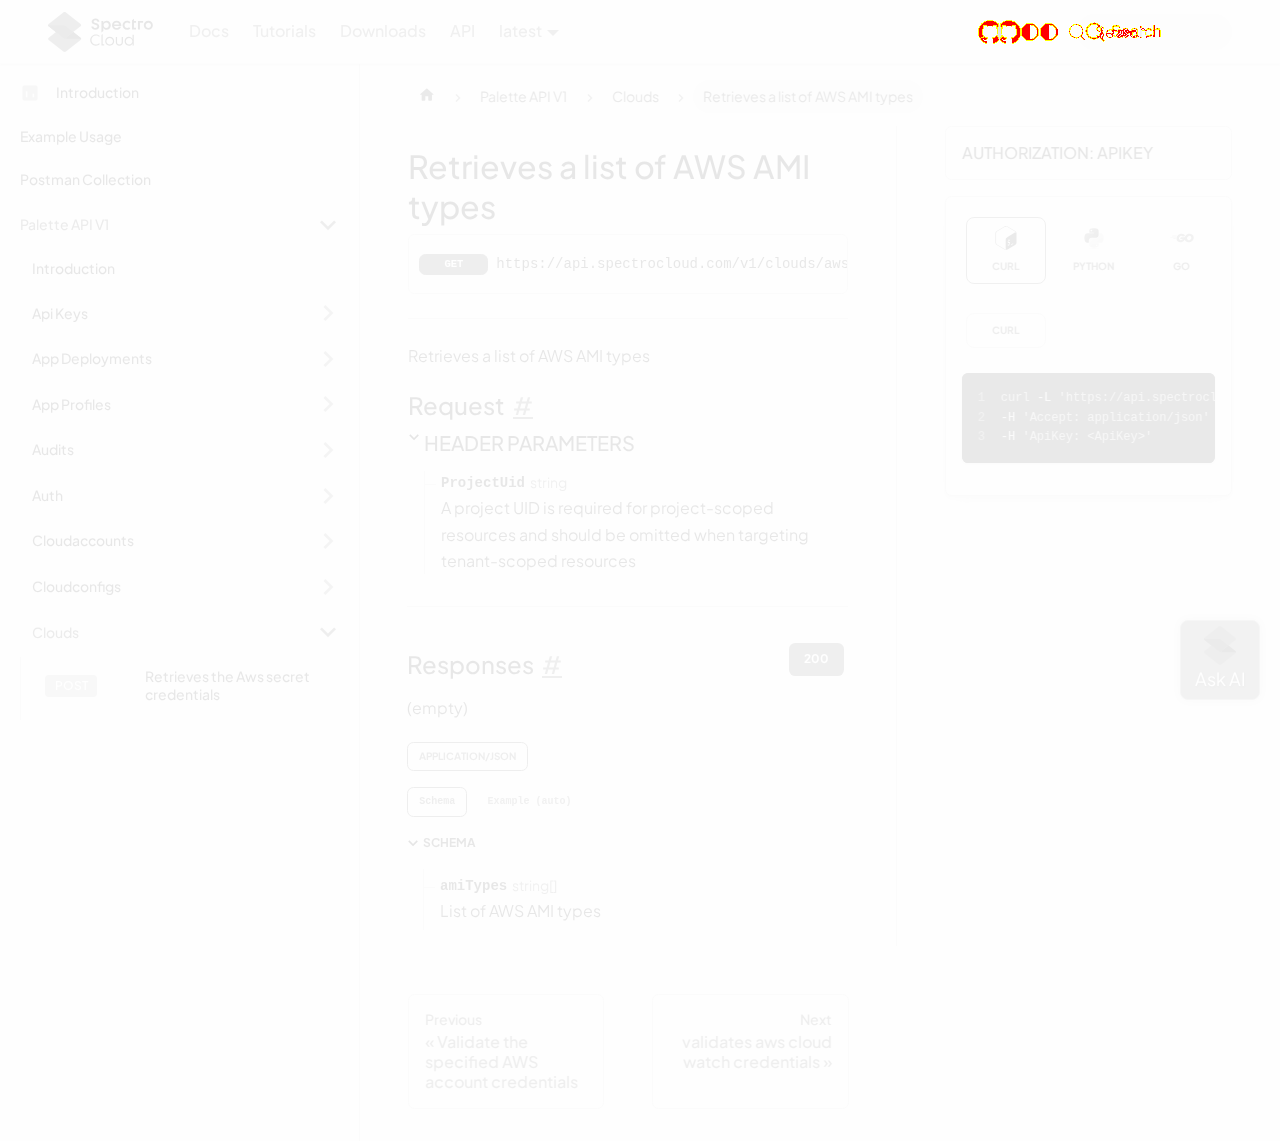 Spectro Cloud
Docs
Tutorials
Downloads
API
latest
Introduction
Example Usage
Postman Collection
Palette API V1
Introduction
Api Keys
App Deployments
App Profiles
Audits
Auth
Cloudaccounts
Cloudconfigs
Clouds
POST
Retrieves the Aws secret
credentials
Palette API V1
Clouds
Retrieves a list of AWS AMI types
Retrieves a list of AWS AMI
types
GET
https://api.spectrocloud.com/v1/clouds/aws
Retrieves a list of AWS AMI types
Request #
HEADER PARAMETERS
ProjectUid string
A project UID is required for project-scoped
resources and should be omitted when targeting
tenant-scoped resources
Responses #
200
(empty)
APPLICATION/JSON
Schema
Example (auto)
SCHEMA
amiTypes string[]
List of AWS AMI types
Previous
« Validate the
specified AWS
account credentials
Next
validates aws cloud
watch credentials »
AUTHORIZATION: APIKEY
CURL
PYTHON
GO
GO
CURL
1 curl -L 'https://api.spectrocl
2 -H 'Accept: application/json'
3 -H 'ApiKey: <ApiKey>'
Ask AI